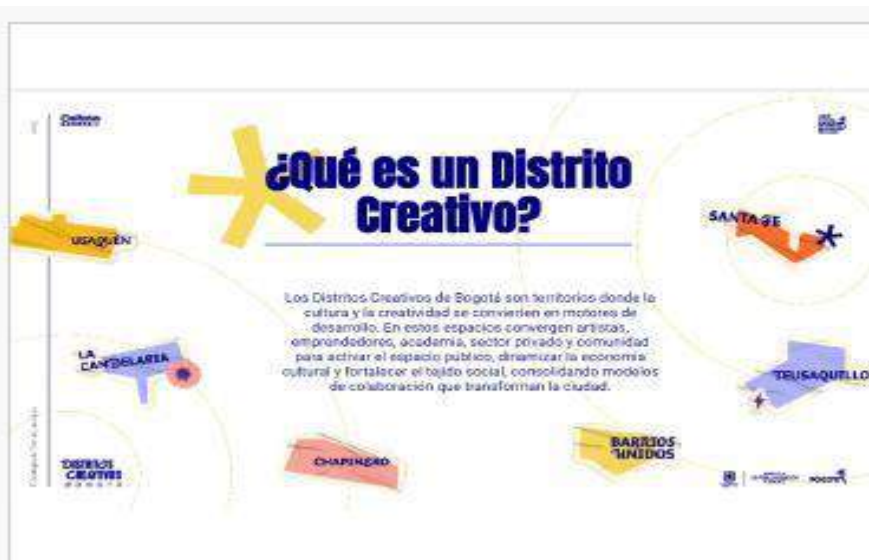 ¿Qué es un Distrito
Creativo?
USAQUÉN
SANTA FE
Los Distritos Creativos de Bogotá son territorios donde la
cultura y la creatividad se convierten en motores de
desarrollo. En estos espacios convergen artistas,
emprendedores, academia, sector privado y comunidad
para activar el espacio público, dinamizar la economía
cultural y fortalecer el tejido social, consolidando modelos
de colaboración que transforman la ciudad.
LA
CANDELARIA
TEUSAQUILLO
CHAPINERO
BARRIOS
UNIDOS
DISTRITOS
CREATIVOS
BOGOTÁ
BOGOTÁ